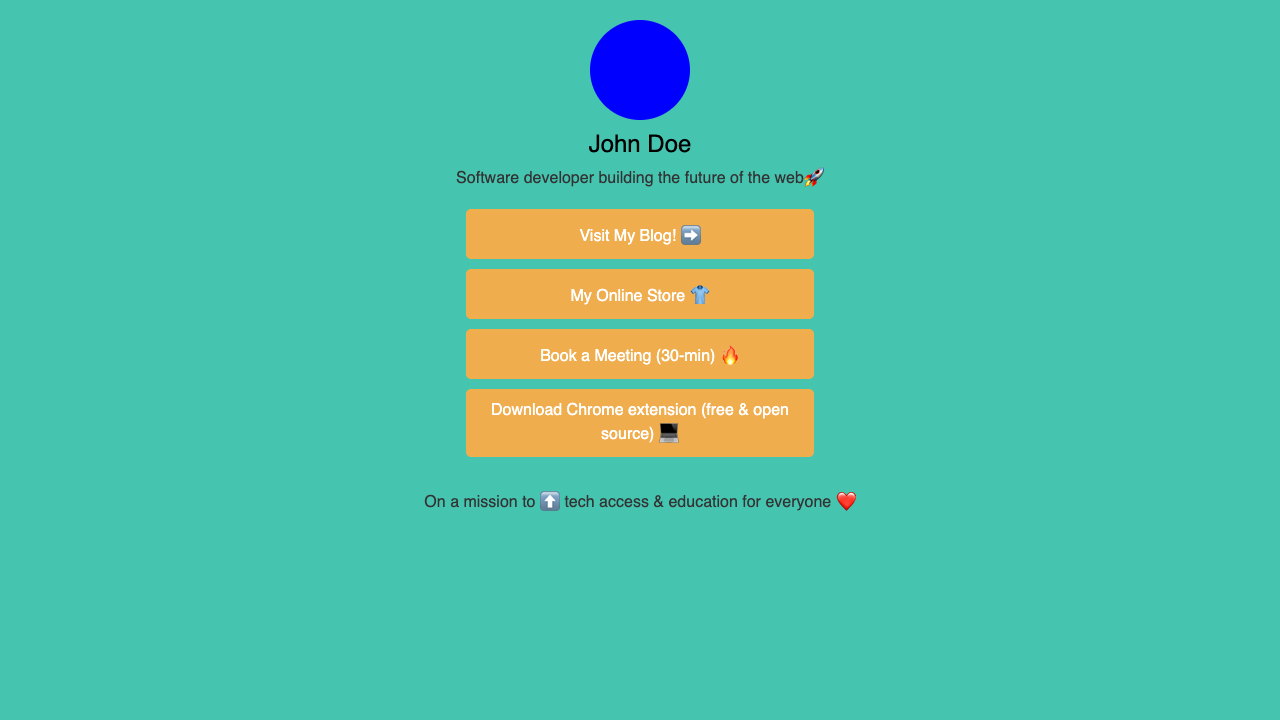 John Doe
Software developer building the future of the web🚀
Visit My Blog! ➡️
My Online Store 👕
Book a Meeting (30-min) 🔥
Download Chrome extension (free & open
source) 💻
On a mission to ⬆️ tech access & education for everyone ❤️